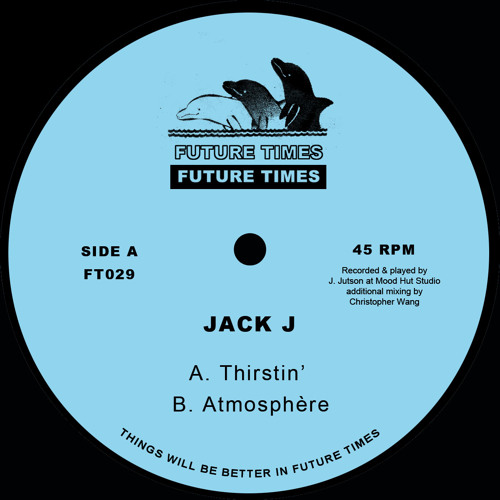 FUTURE TIMES
FUTURE TIMES
SIDE A
FT029
45 RPM
Recorded & played by
J. Jutson at Mood Hut Studio
additional mixing by
Christopher Wang
JACK J
A. Thirstin’
B. Atmosphère
THINGS WILL BE BETTER IN FUTURE TIMES